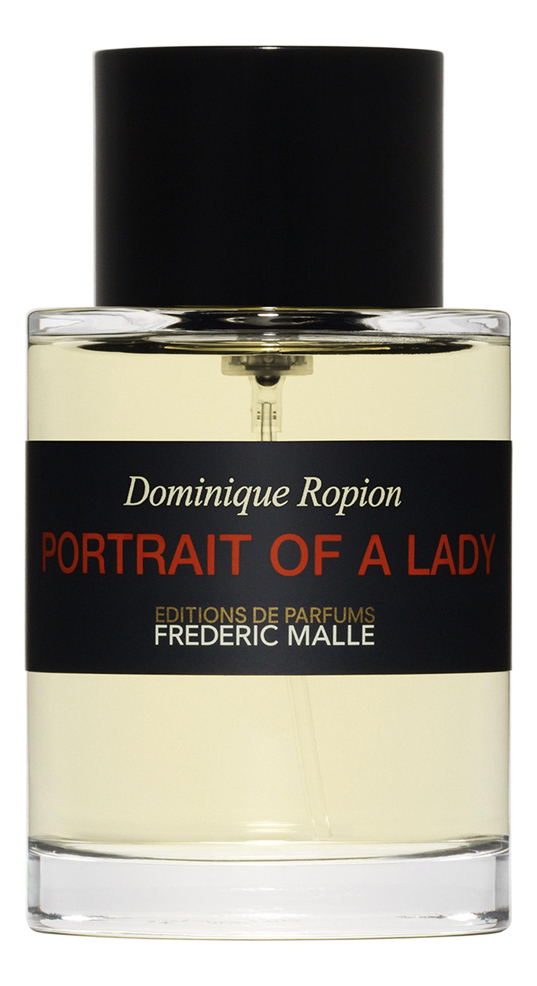 Dominique Ropion
PORTRAIT OF A LADY
EDITIONS DE PARFUMS
FREDERIC MALLE